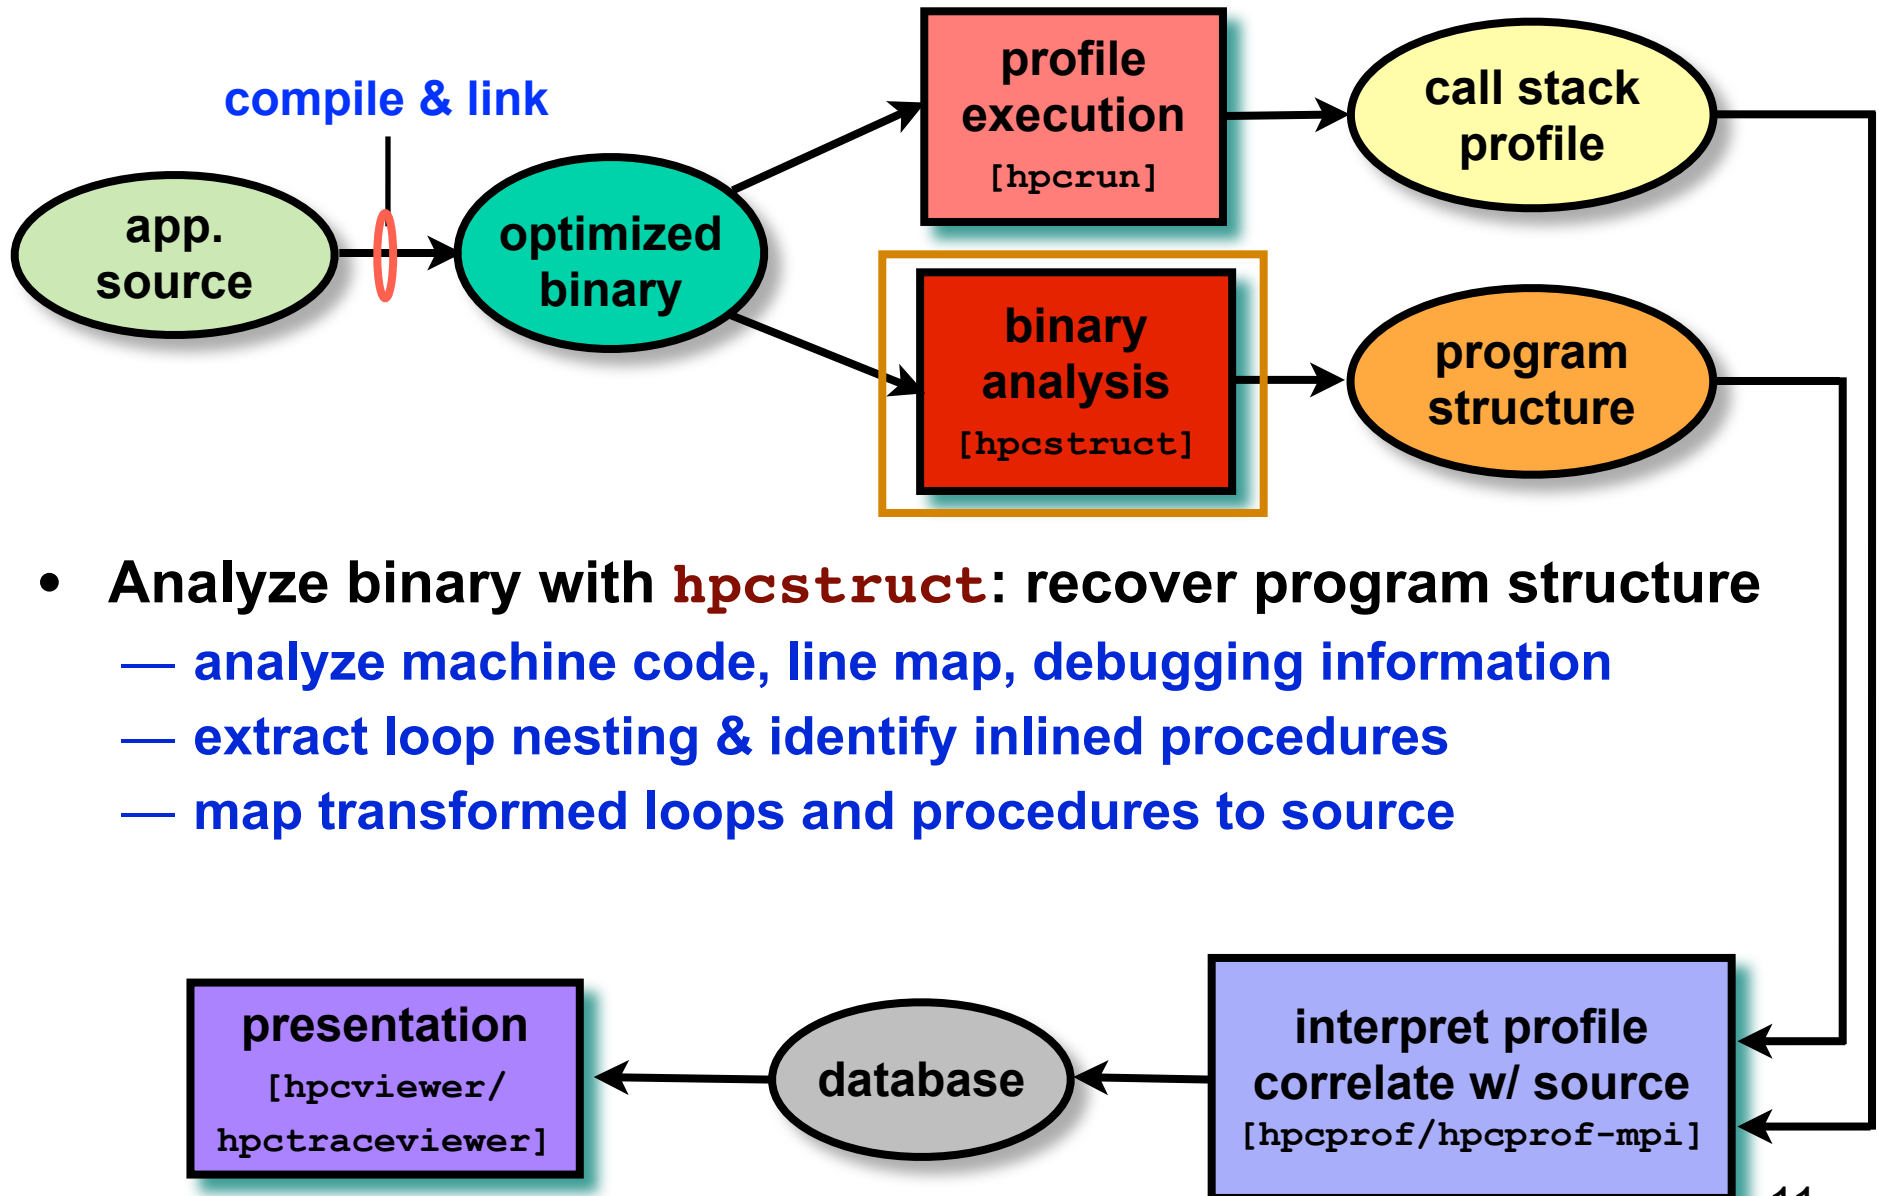 compile & link
app.
source
optimized
binary
profile
execution
[hpcrun]
call stack
profile
binary
analysis
[hpcstruct]
program
structure
• Analyze binary with hpcstruct: recover program structure
— analyze machine code, line map, debugging information
— extract loop nesting & identify inlined procedures
— map transformed loops and procedures to source
presentation
[hpcviewer/
hpctraceviewer]
database
interpret profile
correlate w/ source
[hpcprof/hpcprof-mpi]
11